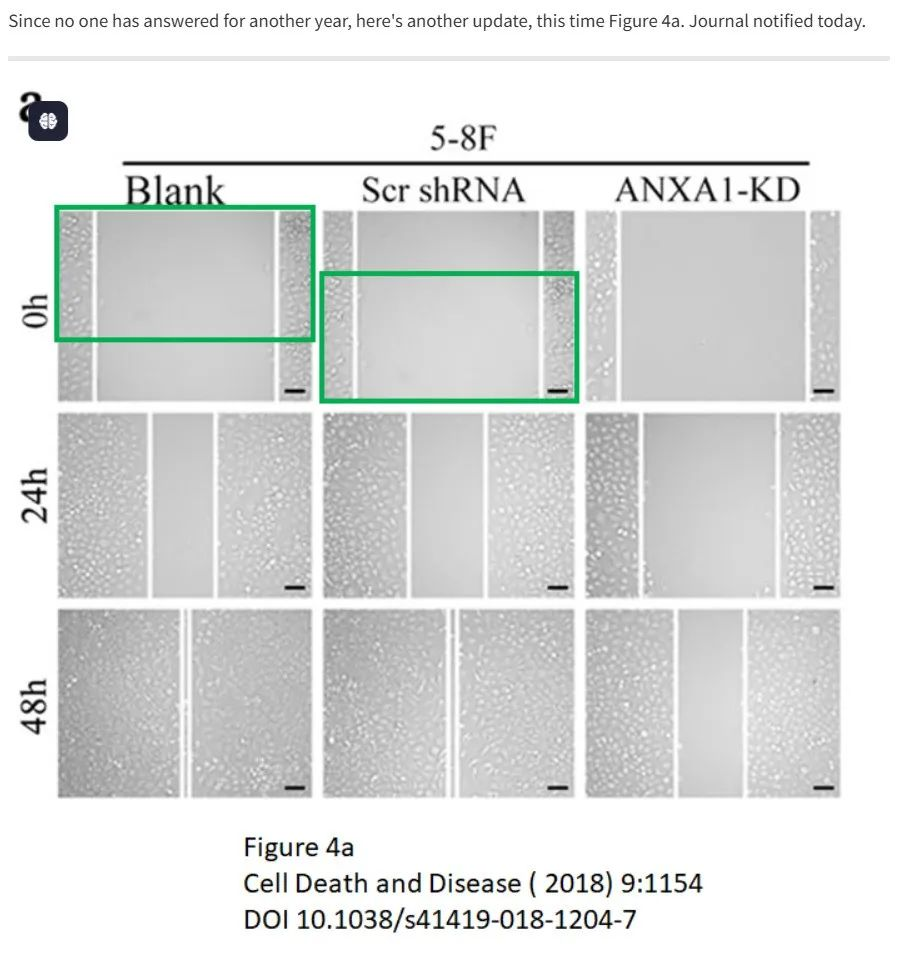 Since no one has answered for another year, here's another update, this time Figure 4a. Journal notified today.
a
5-8F
Blank Scr shRNA ANXA1-KD
0h
24h
48h
Figure 4a
Cell Death and Disease ( 2018) 9:1154
DOI 10.1038/s41419-018-1204-7